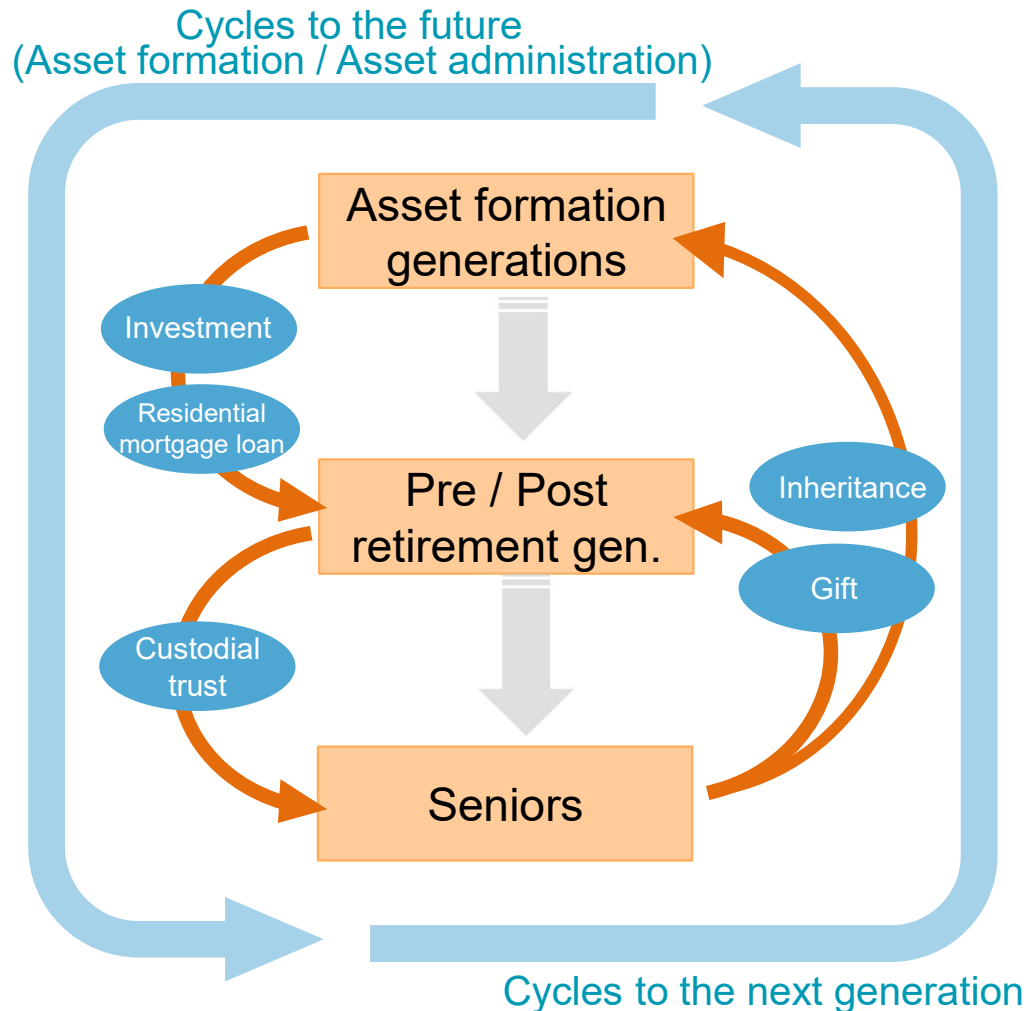 Cycles to the future
(Asset formation / Asset administration)
Asset formation
generations
Investment
Residential
mortgage loan
Pre / Post
retirement gen.
Inheritance
Gift
Custodial
trust
Seniors
Cycles to the next generation